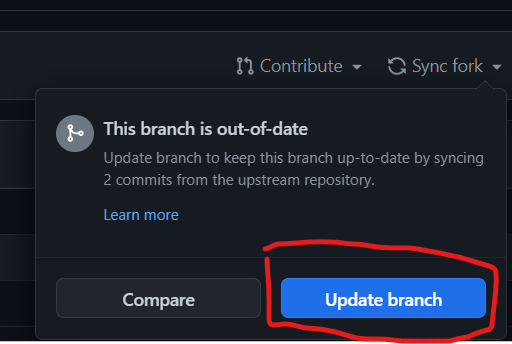 Contribute Sync fork
This branch is out-of-date
Update branch to keep this branch up-to-date by syncing
2 commits from the upstream repository.
Learn more
Compare Update branch